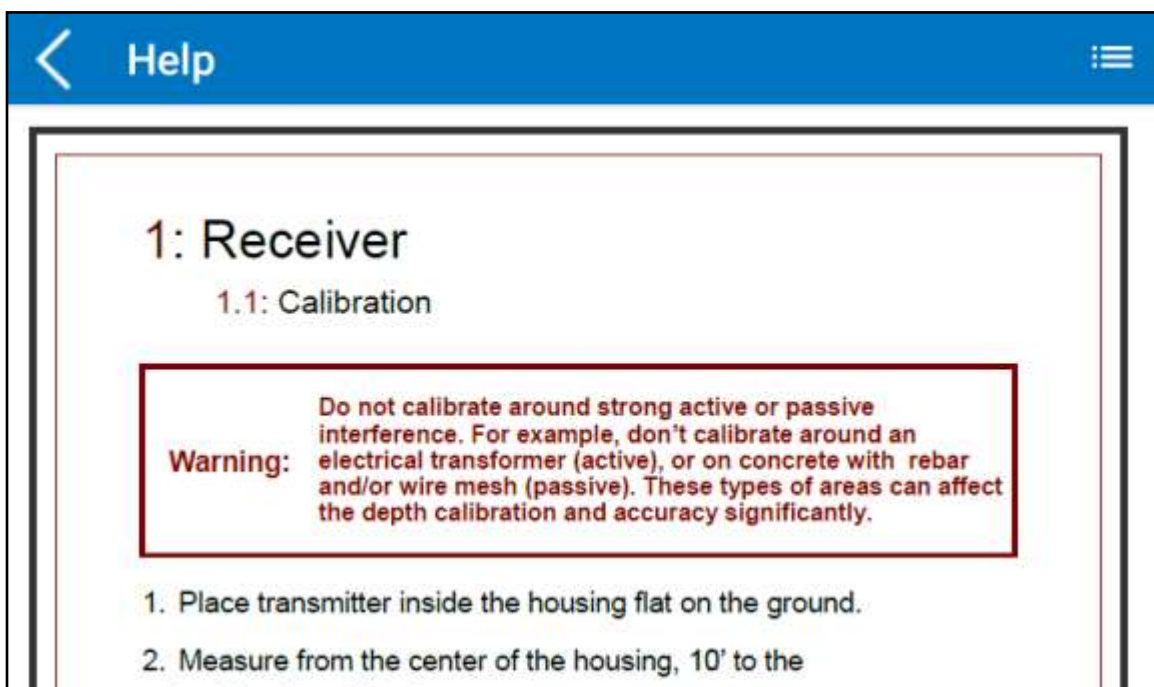 Help
1: Receiver
1.1: Calibration
Do not calibrate around strong active or passive
interference. For example, don't calibrate around an
Warning: electrical transformer (active), or on concrete with rebar
and/or wire mesh (passive). These types of areas can affect
the depth calibration and accuracy significantly.
1. Place transmitter inside the housing flat on the ground.
2. Measure from the center of the housing, 10' to the